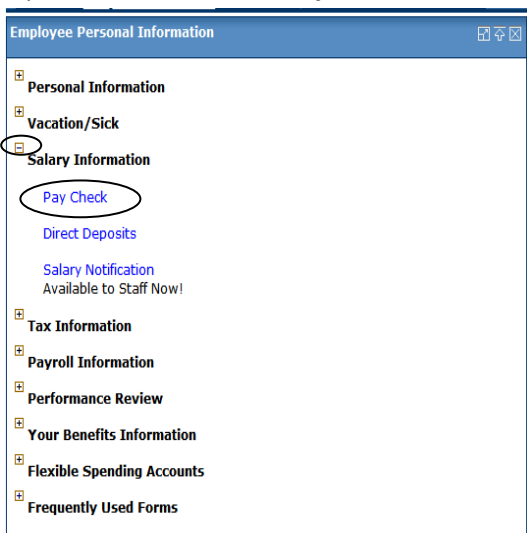 Employee Personal Information
Personal Information
Vacation/Sick
Salary Information
Pay Check
Direct Deposits
Salary Notification
Available to Staff Now!
Tax Information
Payroll Information
Performance Review
Your Benefits Information
Flexible Spending Accounts
Frequently Used Forms